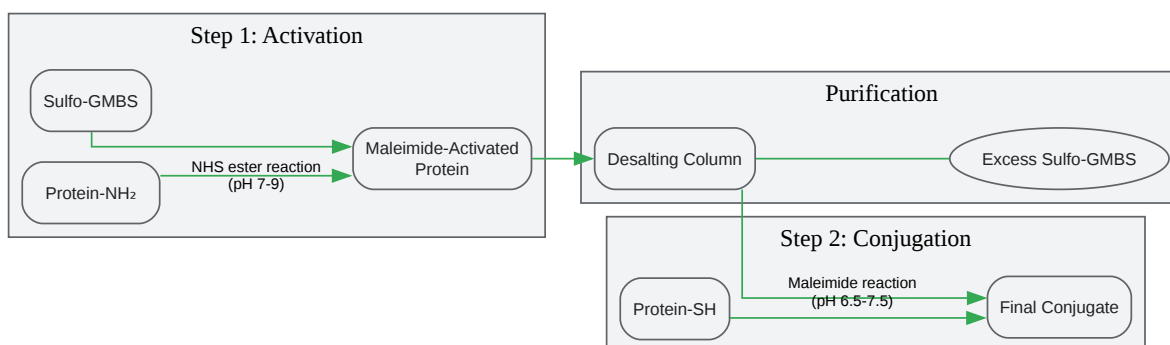 Step 1: Activation
Sulfo-GMBS
Protein-NH₂
NHS ester reaction
(pH 7-9)
Maleimide-Activated
Protein
Purification
Desalting Column
Excess Sulfo-GMBS
Step 2: Conjugation
Protein-SH
Maleimide reaction
(pH 6.5-7.5)
Final Conjugate